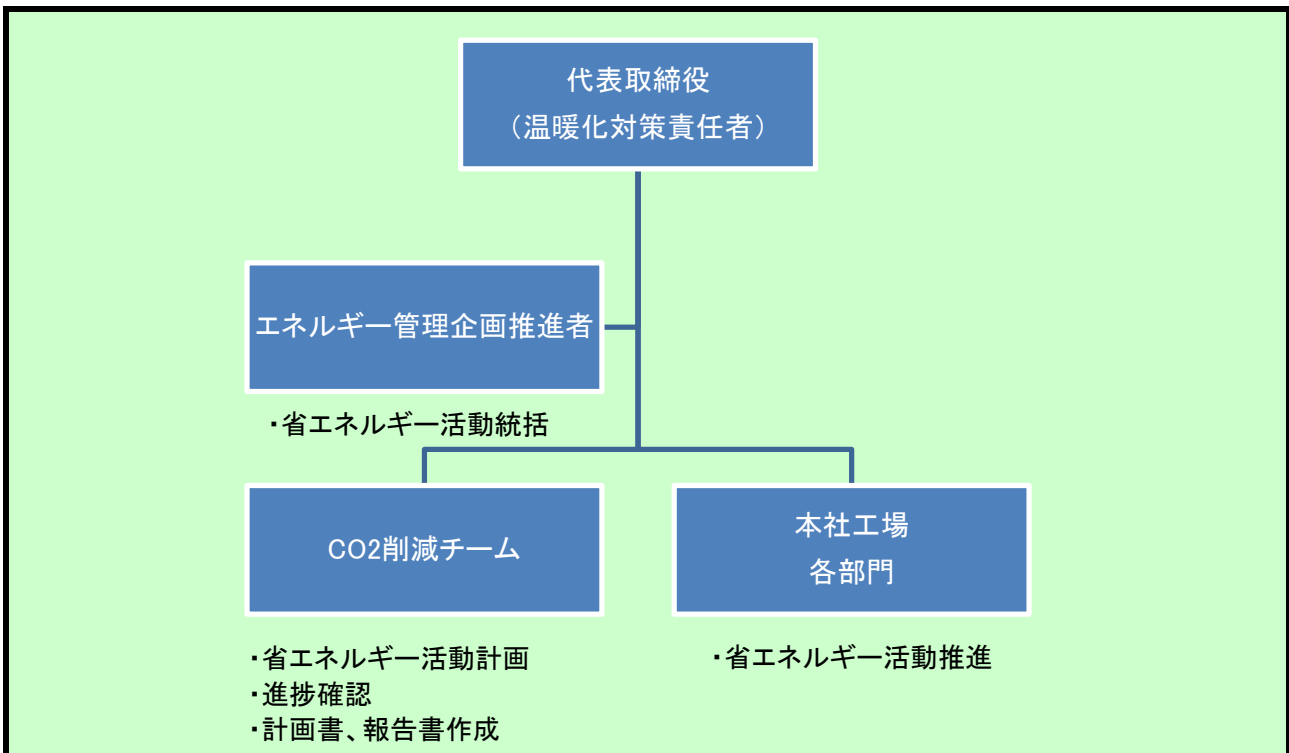 代表取締役
（温暖化対策責任者）
エネルギー管理企画推進者
・省エネルギー活動統括
CO2削減チーム
本社工場
各部門
・省エネルギー活動計画
・進捗確認
・計画書、報告書作成
・省エネルギー活動推進